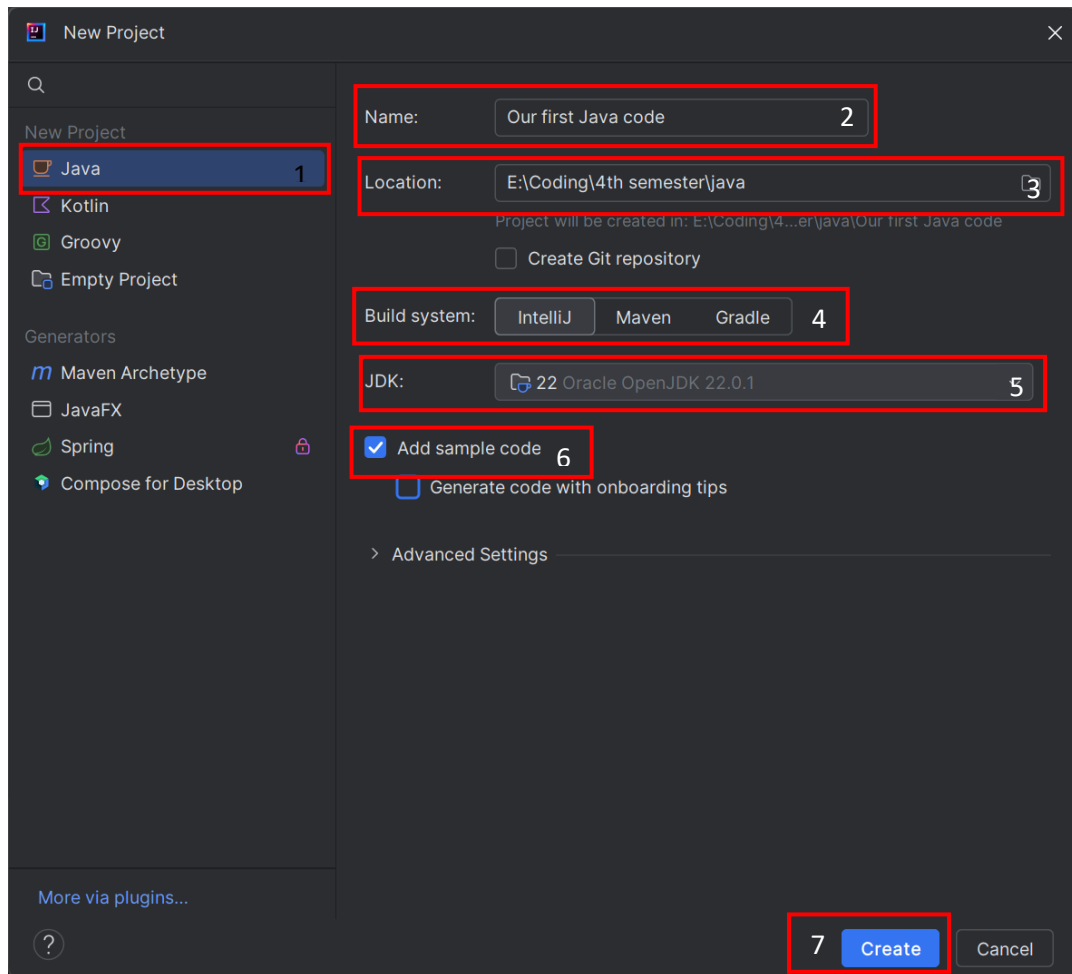 New Project
New Project
Java 1
Kotlin
Groovy
Empty Project
Generators
Maven Archetype
JavaFX
Spring
Compose for Desktop
More via plugins...
?
Name: Our first Java code 2
Location: E:\Coding\4th semester\java 3
Project will be created in: E:\Coding\4...er\java\Our first Java code
Create Git repository
Build system: IntelliJ Maven Gradle 4
JDK: 22 Oracle OpenJDK 22.0.1 5
Add sample code 6
Generate code with onboarding tips
Advanced Settings
7 Create Cancel